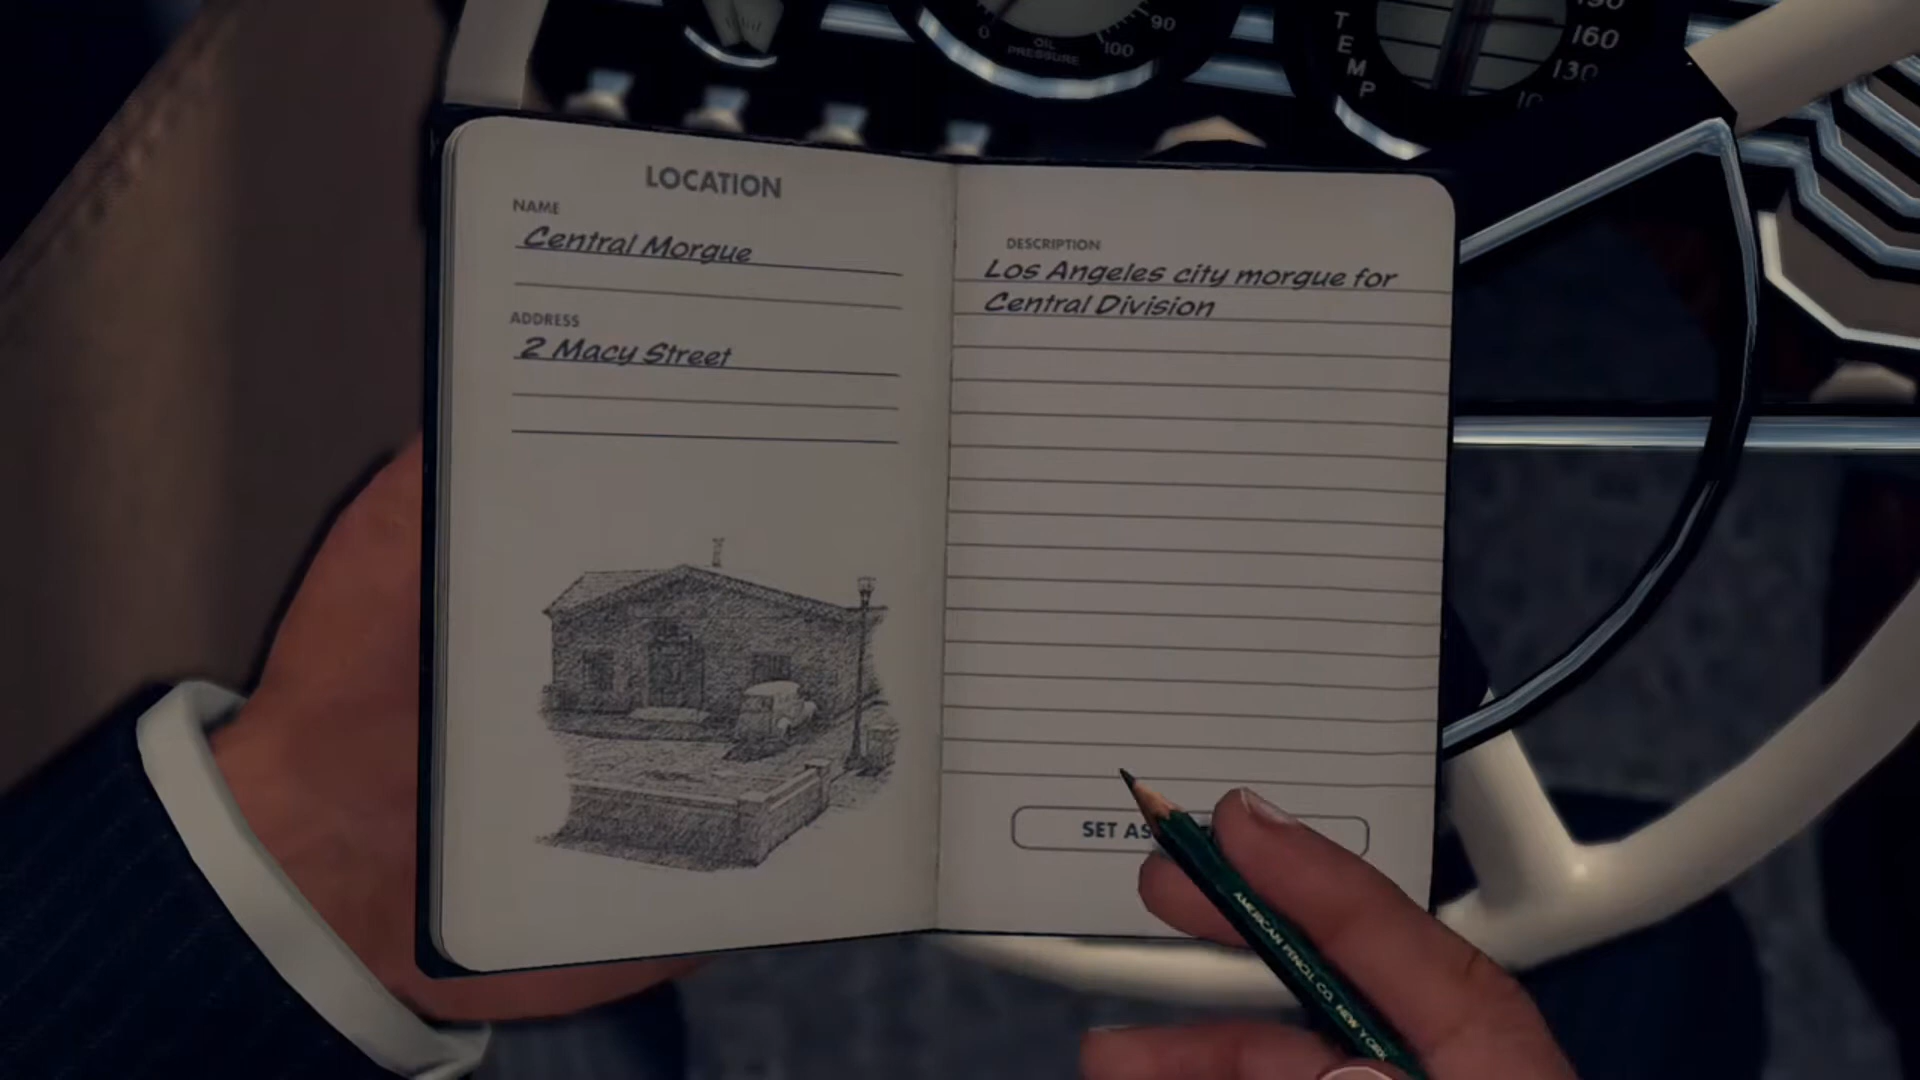 0
OIL
PRESSURE
100
90
TEMP
160
130
LOCATION
NAME
Central Morgue
ADDRESS
2 Macy Street
DESCRIPTION
Los Angeles city morgue for
Central Division
SET AS
AMERICAN PENCIL CO. NEW YORK